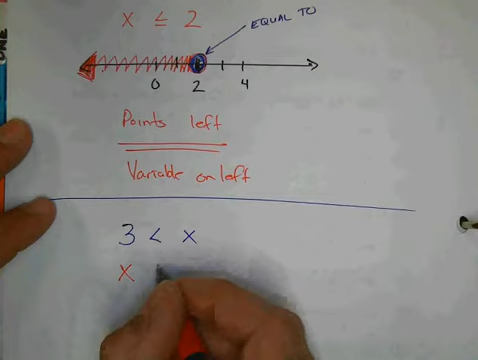 x ≤ 2
EQUAL TO
0 2 4
Points left
Variable on left
3 < x
x